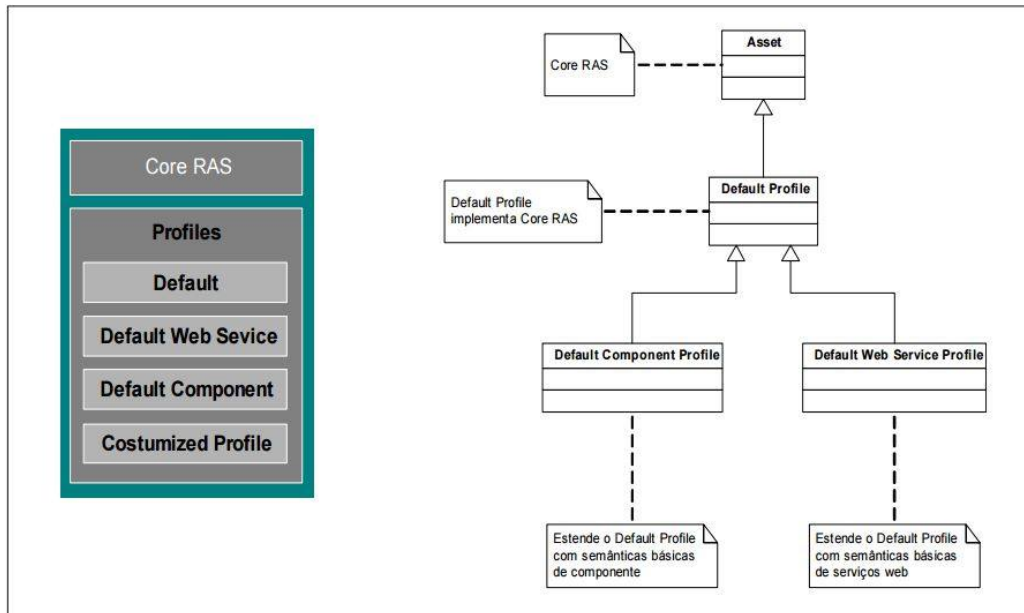 Core RAS
Profiles
Default
Default Web Sevice
Default Component
Costumized Profile
Core RAS
Asset
Default Profile
implementa Core RAS
Default Profile
Default Component Profile
Default Web Service Profile
Estende o Default Profile
com semânticas básicas
de componente
Estende o Default Profile
com semânticas básicas
de serviços web